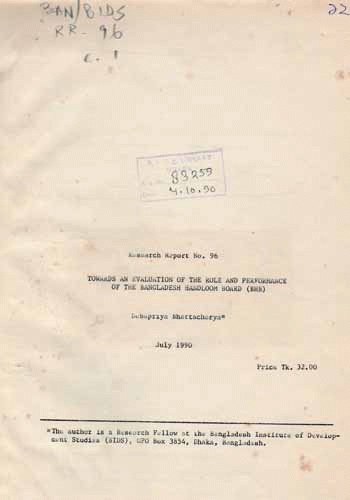 BAN/BIDS
RR - 96
c. 1
22
LIBRARY
83259
4.10.90
Research Report No. 96
TOWARDS AN EVALUATION OF THE ROLE AND PERFORMANCE
OF THE BANGLADESH HANDLOOM BOARD (BHB)
Debapriya Bhattacharya*
July 1990
Price Tk. 32.00
*The author is a Research Fellow at the Bangladesh Institute of Develop-
ment Studies (BIDS), GPO Box 3854, Dhaka, Bangladesh.